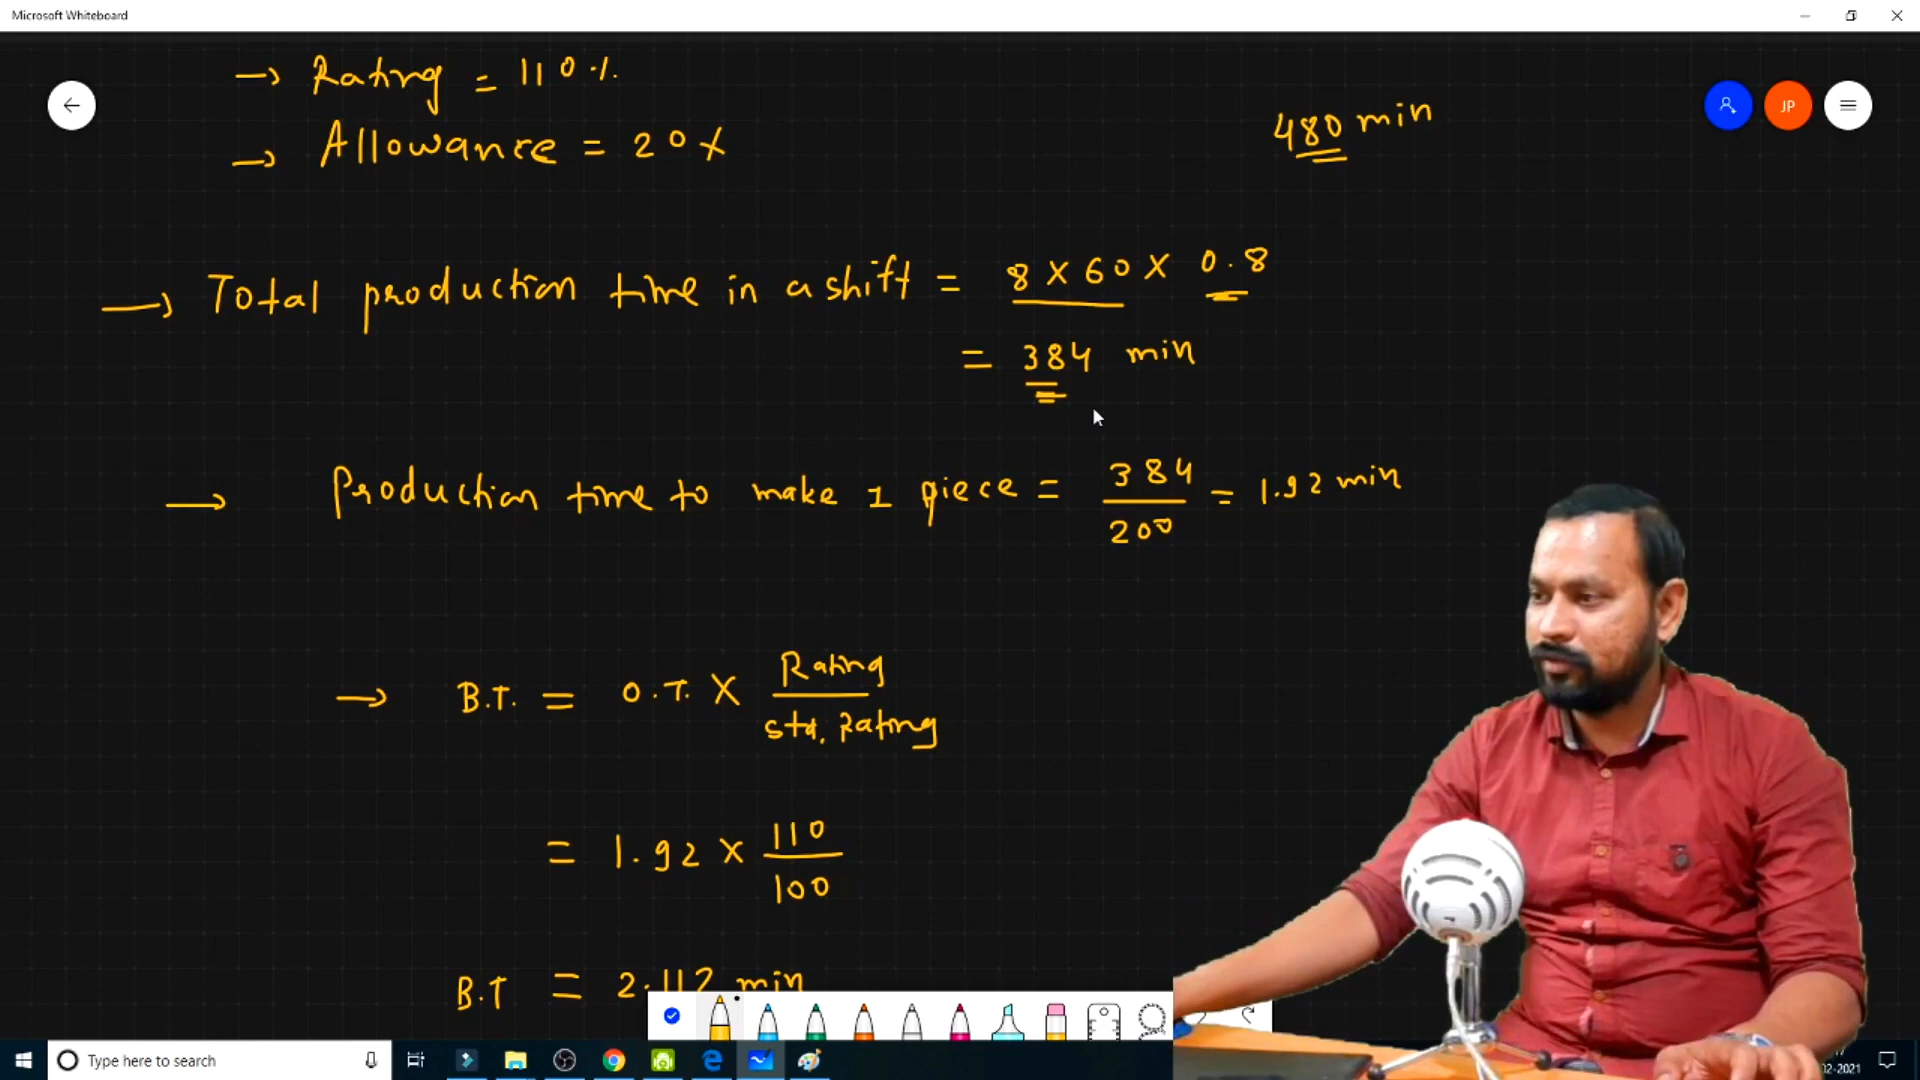 Microsoft Whiteboard
→ Rating = 110%
→ Allowance = 20%
480 min
JP
→ Total production time in a shift = 8 X 60 X 0.8
= 384 min
→ Production time to make 1 piece = 384/200 = 1.92 min
→ B.T. = O.T. X Rating/Std. Rating
= 1.92 X 110/100
B.T = 2.112 min
Type here to search
02-2021